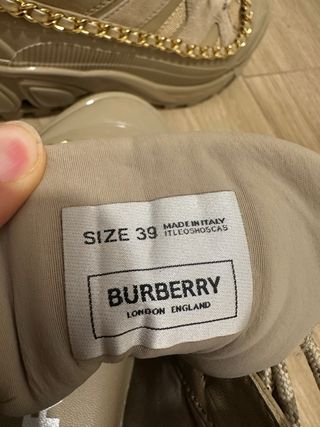 SIZE 39
MADE IN ITALY
ITLEOSHOSCAS
BURBERRY
LONDON ENGLAND